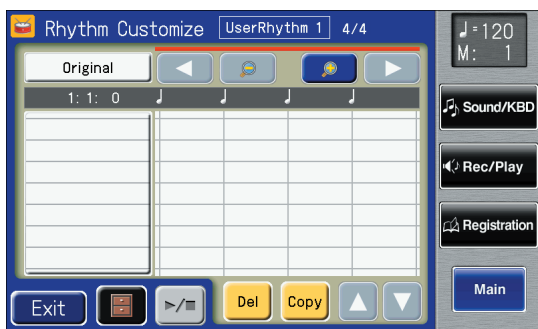 Rhythm Customize UserRhythm 1 4/4
♩=120
M: 1
Original
1: 1: 0
Sound/KBD
Rec/Play
Registration
Main
Exit
Del
Copy